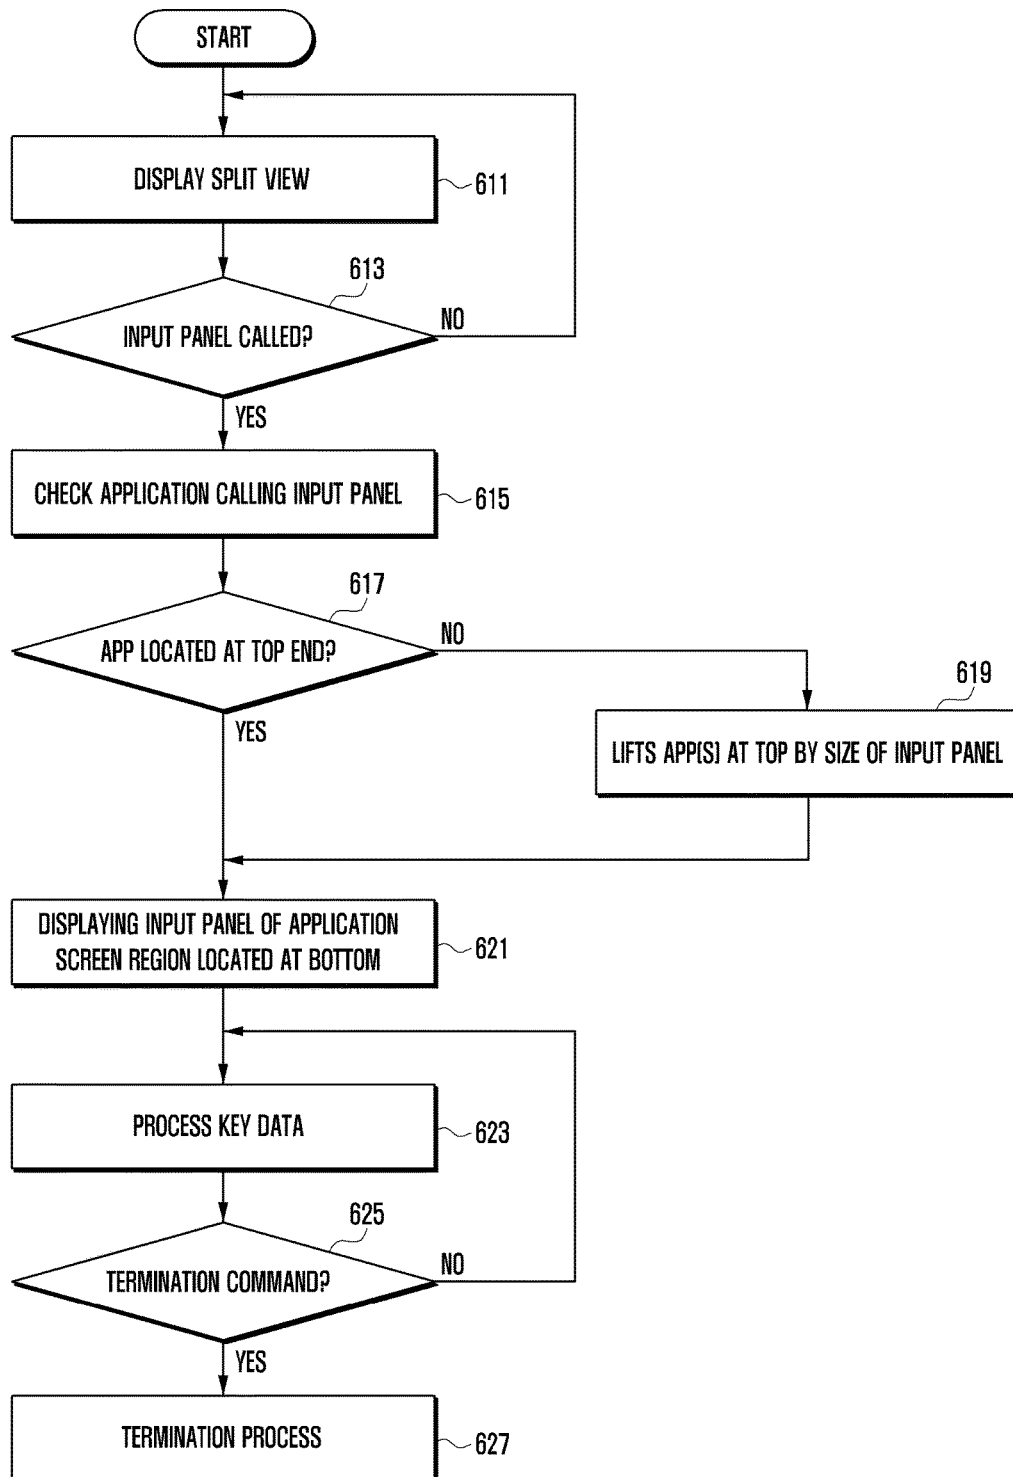 START
DISPLAY SPLIT VIEW
611
613
INPUT PANEL CALLED?
NO
YES
CHECK APPLICATION CALLING INPUT PANEL
615
617
APP LOCATED AT TOP END?
NO
YES
619
LIFTS APP(S) AT TOP BY SIZE OF INPUT PANEL
DISPLAYING INPUT PANEL OF APPLICATION
SCREEN REGION LOCATED AT BOTTOM
621
PROCESS KEY DATA
623
625
TERMINATION COMMAND?
NO
YES
TERMINATION PROCESS
627